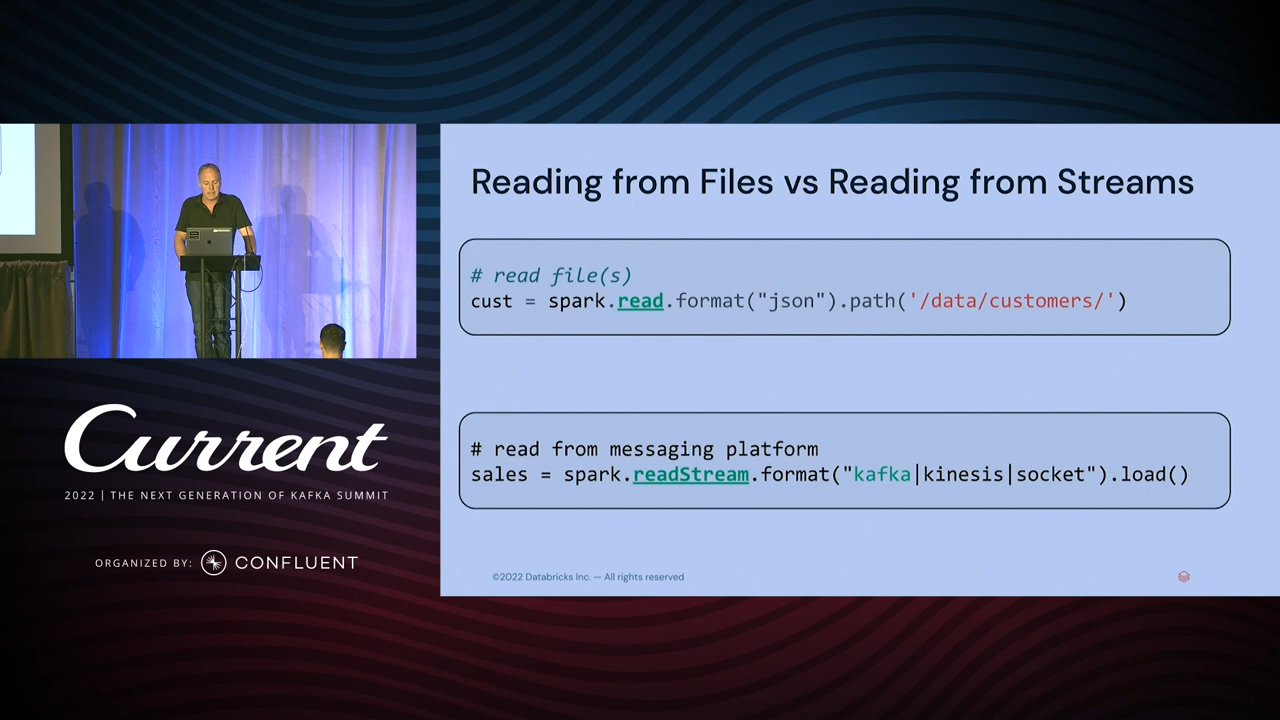 Reading from Files vs Reading from Streams
# read file(s)
cust = spark.read.format("json").path('/data/customers/')
# read from messaging platform
sales = spark.readStream.format("kafka|kinesis|socket").load()
©2022 Databricks Inc. — All rights reserved
Current
2022 | THE NEXT GENERATION OF KAFKA SUMMIT
ORGANIZED BY: CONFLUENT